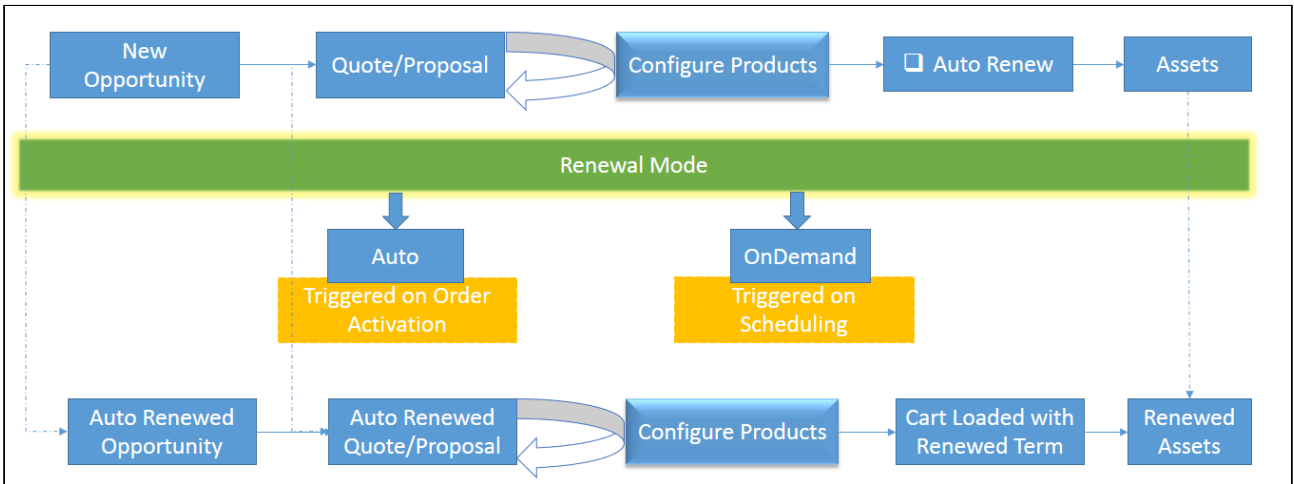 New
Opportunity
Quote/Proposal
Configure Products
❑ Auto Renew
Assets
Renewal Mode
Auto
Triggered on Order
Activation
OnDemand
Triggered on
Scheduling
Auto Renewed
Opportunity
Auto Renewed
Quote/Proposal
Configure Products
Cart Loaded with
Renewed Term
Renewed
Assets